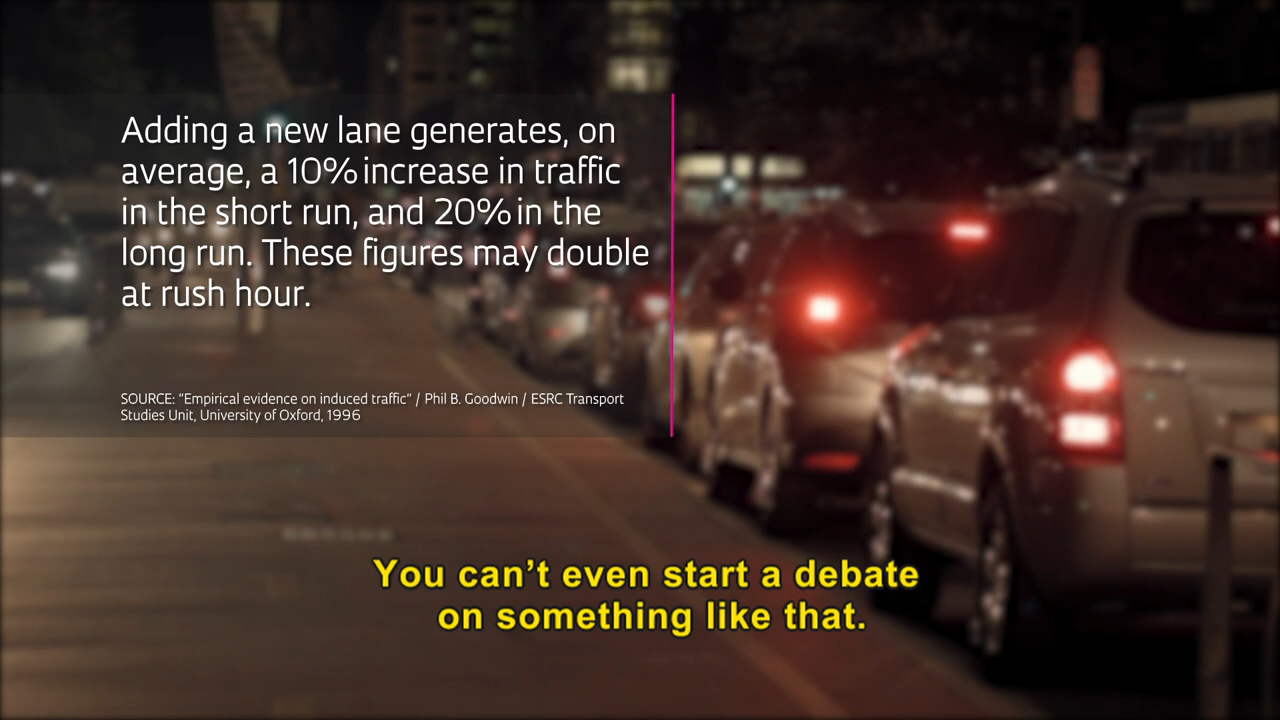 Adding a new lane generates, on
average, a 10% increase in traffic
in the short run, and 20% in the
long run. These figures may double
at rush hour.
SOURCE: “Empirical evidence on induced traffic” / Phil B. Goodwin / ESRC Transport
Studies Unit, University of Oxford, 1996
You can’t even start a debate
on something like that.